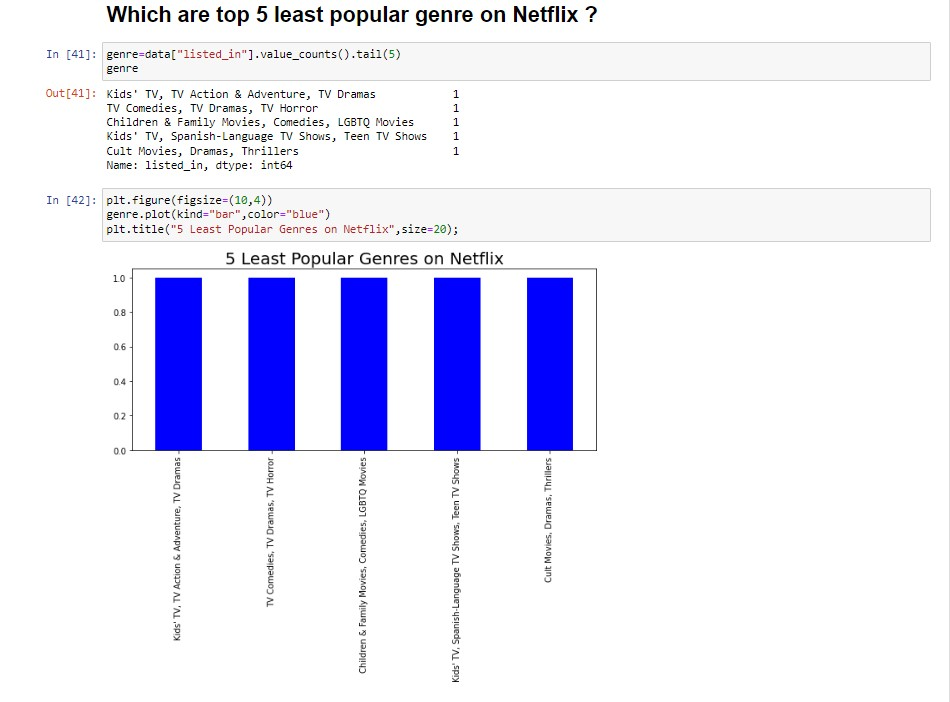 Which are top 5 least popular genre on Netflix ?
In [41]: genre=data["listed_in"].value_counts().tail(5)
genre
Out[41]: Kids' TV, TV Action & Adventure, TV Dramas 1
TV Comedies, TV Dramas, TV Horror 1
Children & Family Movies, Comedies, LGBTQ Movies 1
Kids' TV, Spanish-Language TV Shows, Teen TV Shows 1
Cult Movies, Dramas, Thrillers 1
Name: listed_in, dtype: int64
In [42]: plt.figure(figsize=(10,4))
genre.plot(kind="bar",color="blue")
plt.title("5 Least Popular Genres on Netflix",size=20);
5 Least Popular Genres on Netflix
1.0
0.8
0.6
0.4
0.2
0.0
Kids' TV, TV Action & Adventure, TV Dramas
TV Comedies, TV Dramas, TV Horror
Children & Family Movies, Comedies, LGBTQ Movies
Kids' TV, Spanish-Language TV Shows, Teen TV Shows
Cult Movies, Dramas, Thrillers